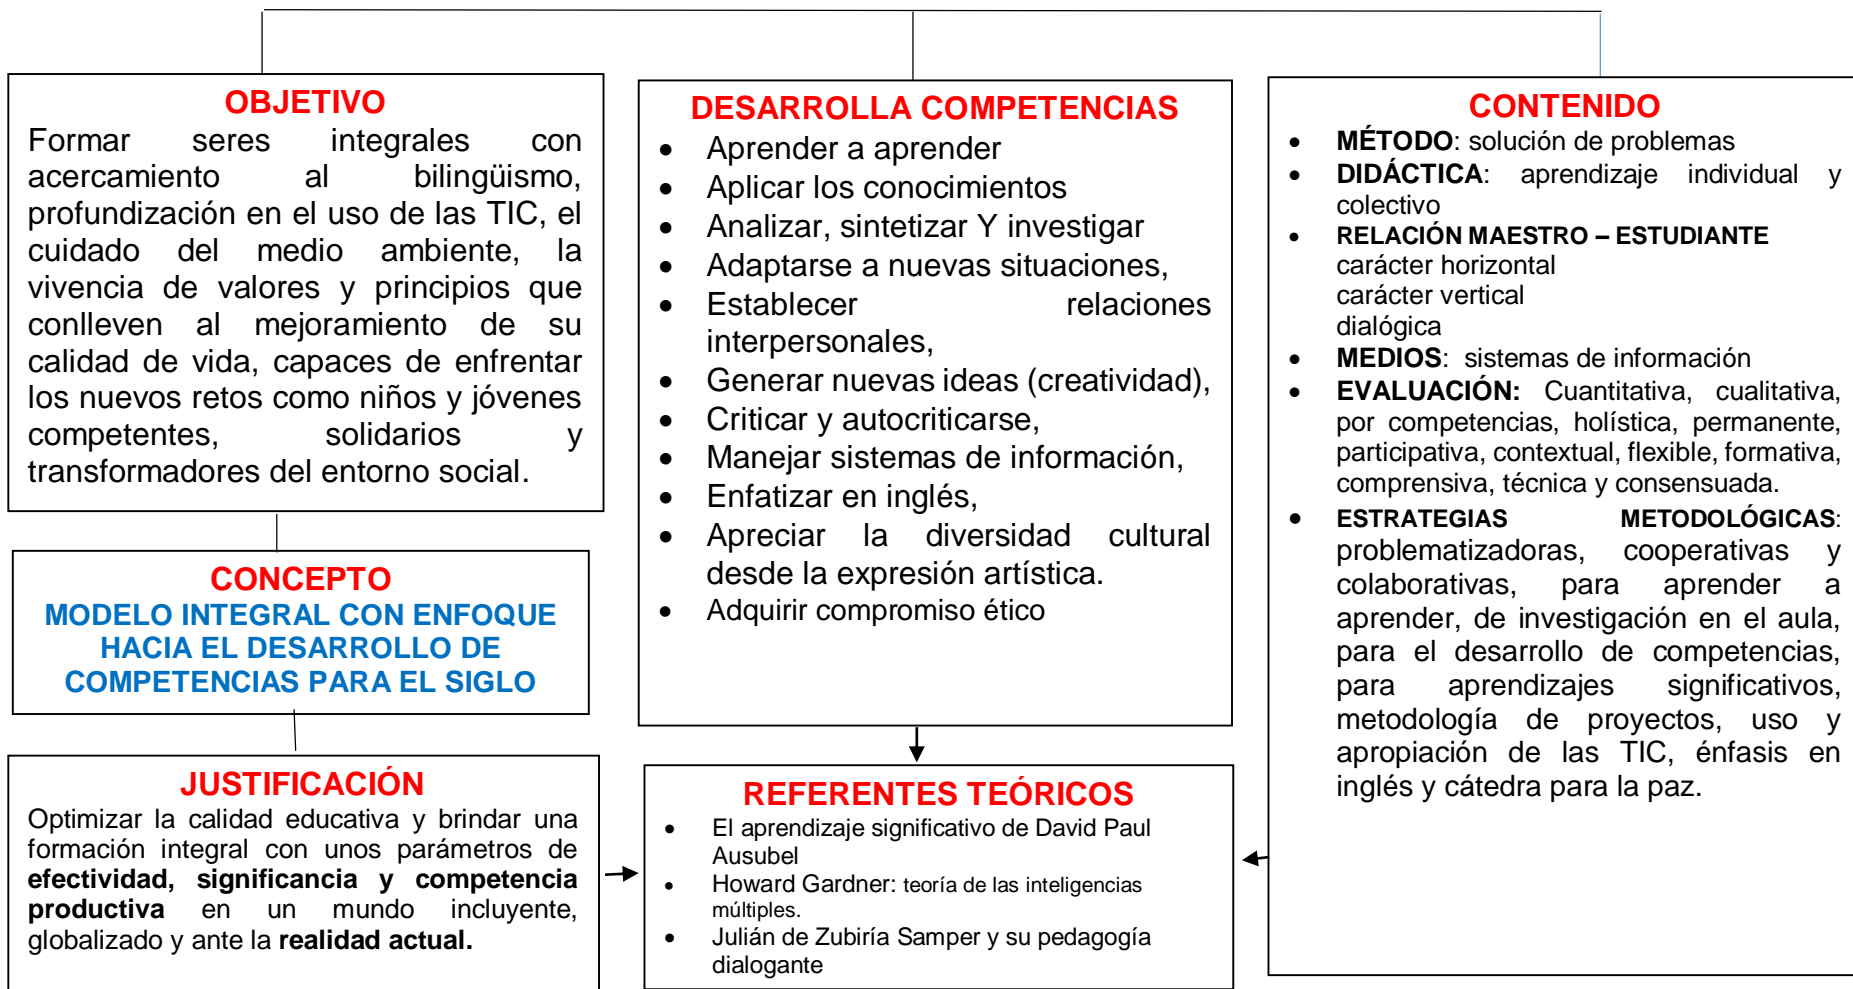 OBJETIVO
Formar seres integrales con
acercamiento al bilingüismo,
profundización en el uso de las TIC, el
cuidado del medio ambiente, la
vivencia de valores y principios que
conlleven al mejoramiento de su
calidad de vida, capaces de enfrentar
los nuevos retos como niños y jóvenes
competentes, solidarios y
transformadores del entorno social.
CONCEPTO
MODELO INTEGRAL CON ENFOQUE
HACIA EL DESARROLLO DE
COMPETENCIAS PARA EL SIGLO
JUSTIFICACIÓN
Optimizar la calidad educativa y brindar una
formación integral con unos parámetros de
efectividad, significancia y competencia
productiva en un mundo incluyente,
globalizado y ante la realidad actual.
DESARROLLA COMPETENCIAS
• Aprender a aprender
• Aplicar los conocimientos
• Analizar, sintetizar Y investigar
• Adaptarse a nuevas situaciones,
• Establecer relaciones
interpersonales,
• Generar nuevas ideas (creatividad),
• Criticar y autocriticarse,
• Manejar sistemas de información,
• Enfatizar en inglés,
• Apreciar la diversidad cultural
desde la expresión artística.
• Adquirir compromiso ético
REFERENTES TEÓRICOS
• El aprendizaje significativo de David Paul
Ausubel
• Howard Gardner: teoría de las inteligencias
múltiples.
• Julián de Zubiría Samper y su pedagogía
dialogante
CONTENIDO
• MÉTODO: solución de problemas
• DIDÁCTICA: aprendizaje individual y
colectivo
• RELACIÓN MAESTRO – ESTUDIANTE
carácter horizontal
carácter vertical
dialógica
• MEDIOS: sistemas de información
• EVALUACIÓN: Cuantitativa, cualitativa,
por competencias, holística, permanente,
participativa, contextual, flexible, formativa,
comprensiva, técnica y consensuada.
• ESTRATEGIAS METODOLÓGICAS:
problematizadoras, cooperativas y
colaborativas, para aprender a
aprender, de investigación en el aula,
para el desarrollo de competencias,
para aprendizajes significativos,
metodología de proyectos, uso y
apropiación de las TIC, énfasis en
inglés y cátedra para la paz.